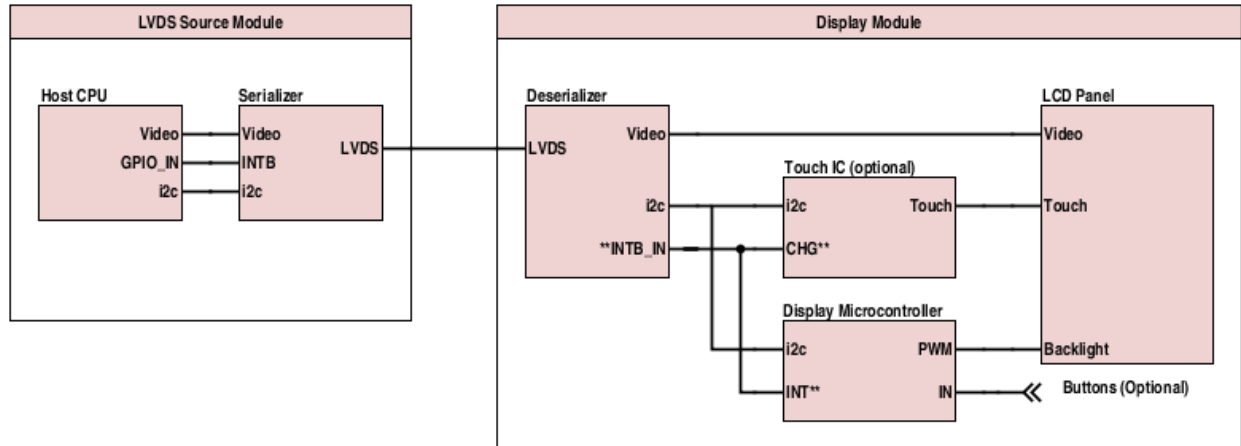 LVDS Source Module
Host CPU
Video
GPIO_IN
i2c
Serializer
Video
INTB
i2c
LVDS
Display Module
Deserializer
LVDS
Video
i2c
**INTB_IN
Touch IC (optional)
i2c
CHG**
Touch
Display Microcontroller
i2c
INT**
PWM
IN
LCD Panel
Video
Touch
Backlight
Buttons (Optional)